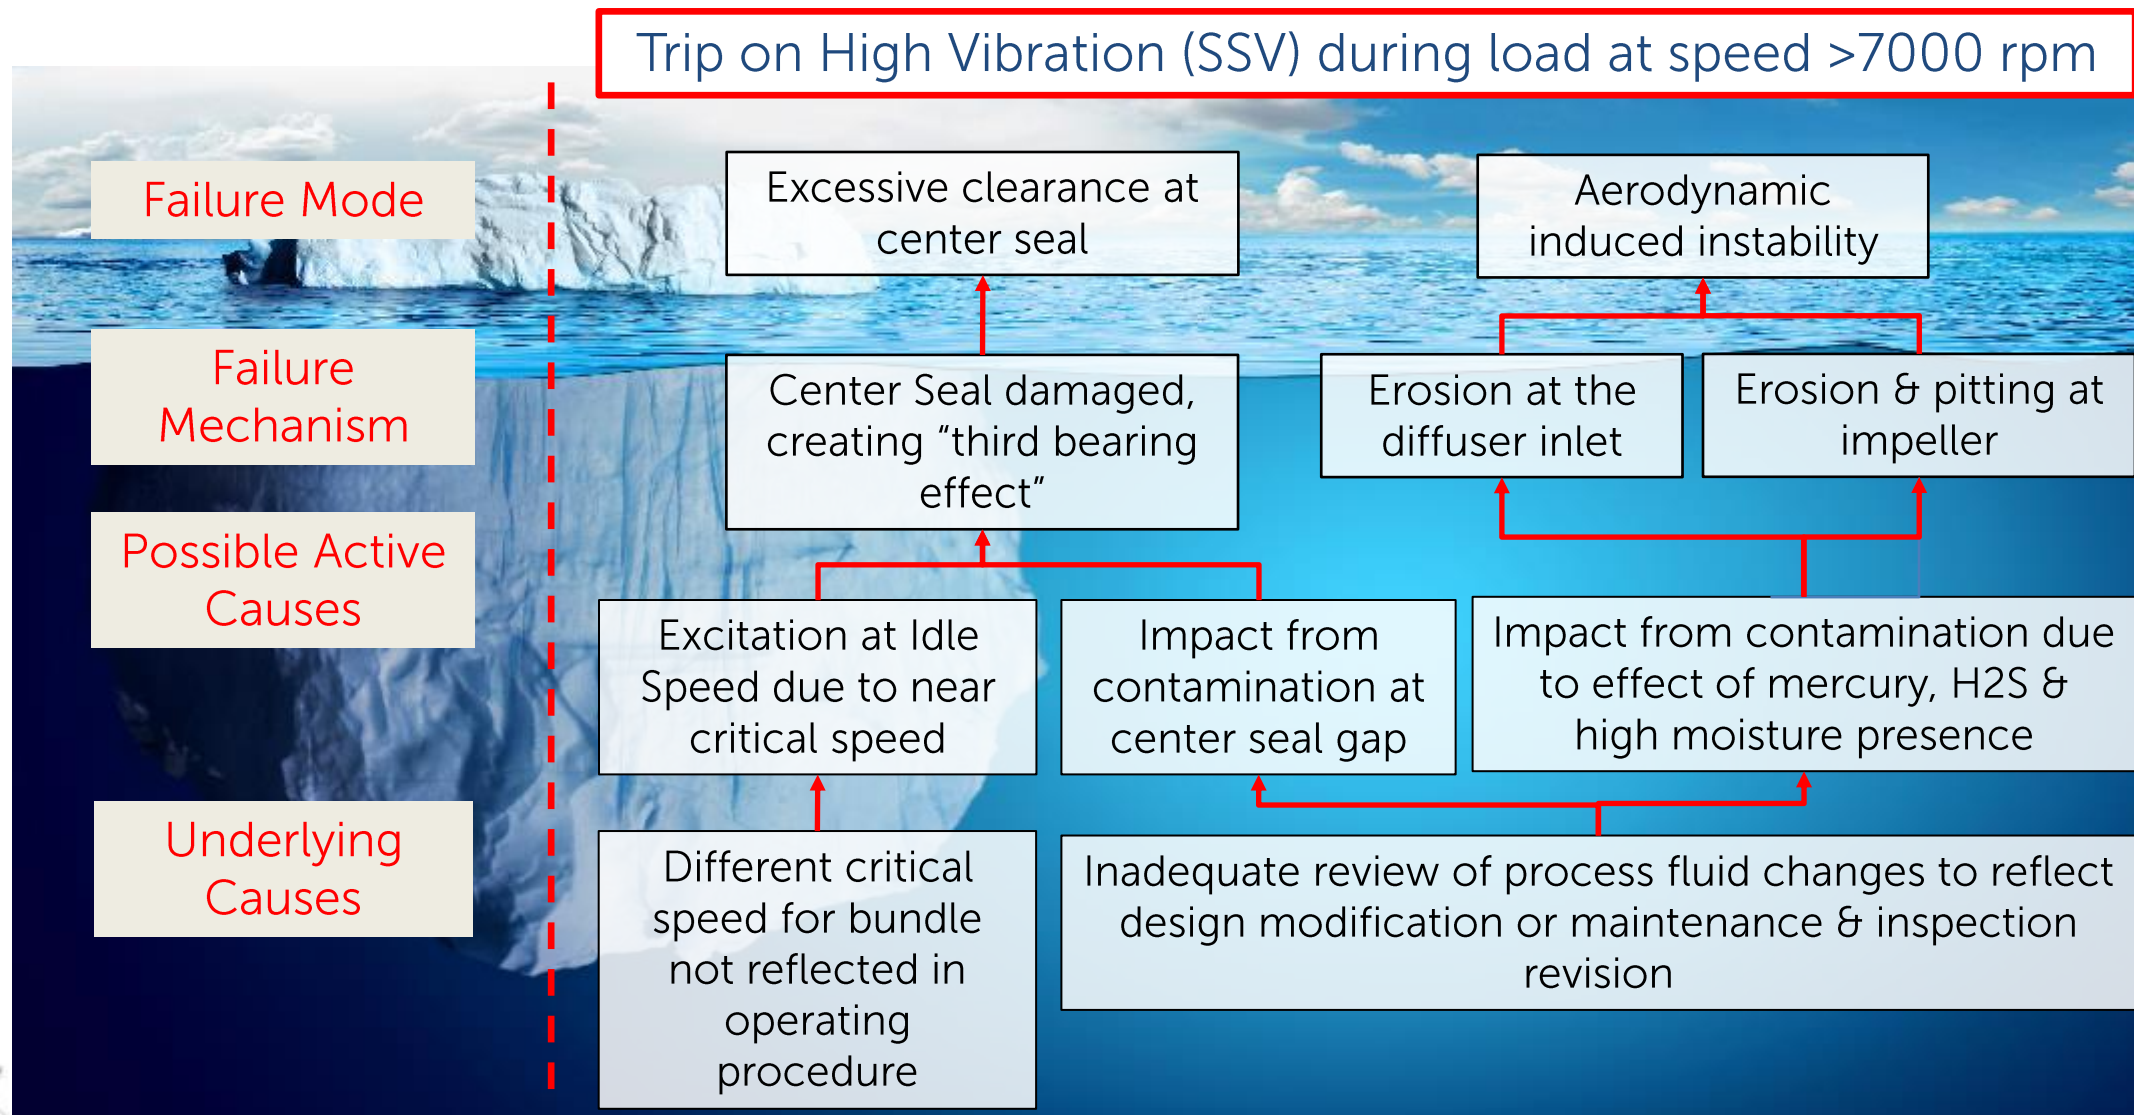 Trip on High Vibration (SSV) during load at speed >7000 rpm
Failure Mode
Excessive clearance at
center seal
Aerodynamic
induced instability
Failure
Mechanism
Center Seal damaged,
creating “third bearing
effect”
Erosion at the
diffuser inlet
Erosion & pitting at
impeller
Possible Active
Causes
Excitation at Idle
Speed due to near
critical speed
Impact from
contamination at
center seal gap
Impact from contamination due
to effect of mercury, H2S &
high moisture presence
Underlying
Causes
Different critical
speed for bundle
not reflected in
operating
procedure
Inadequate review of process fluid changes to reflect
design modification or maintenance & inspection
revision